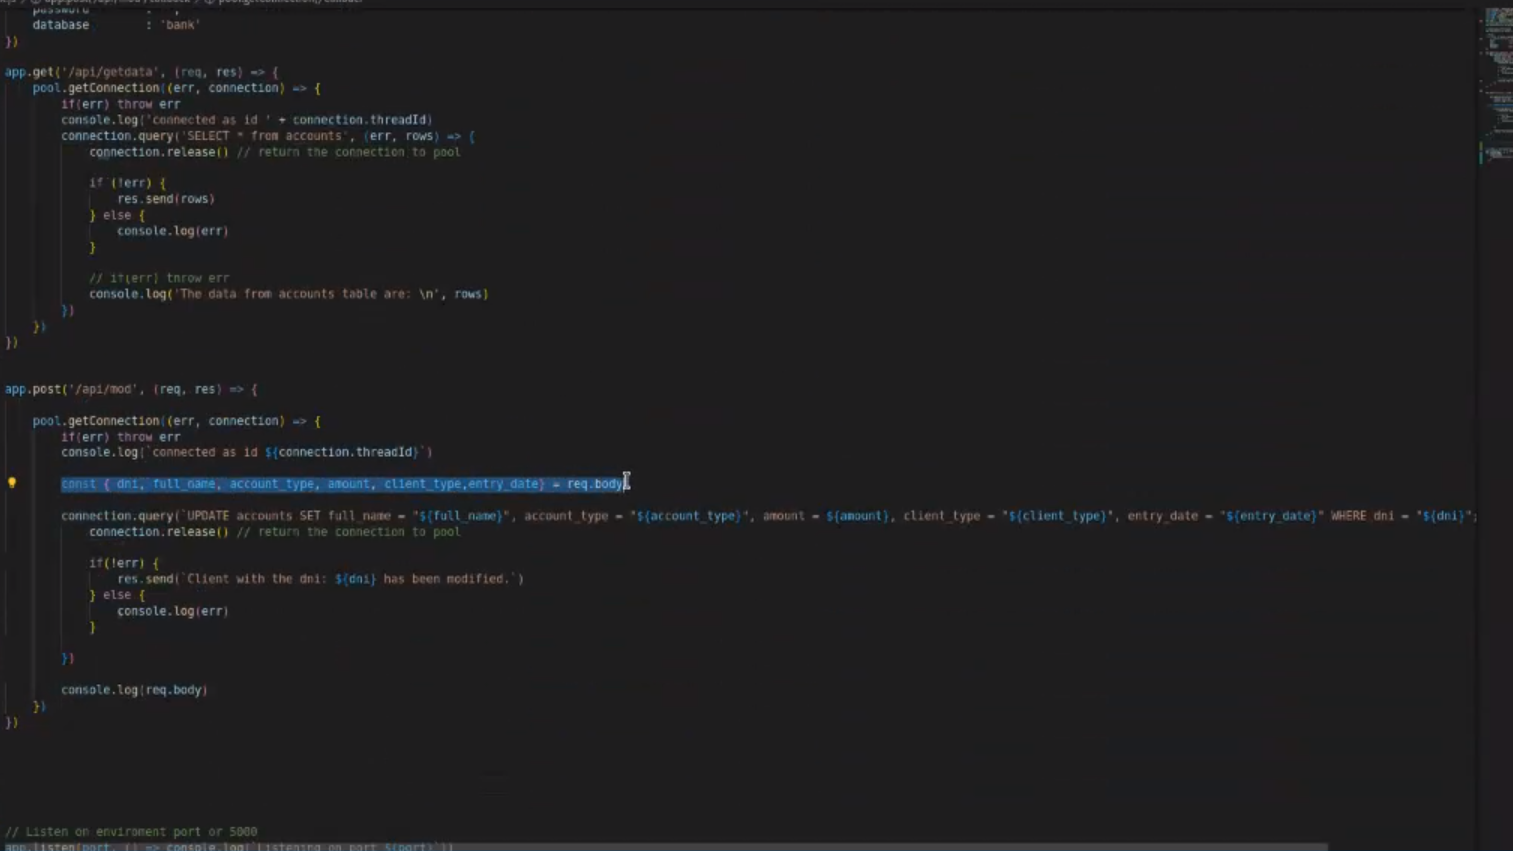 database : 'bank'
})
app.get('/api/getdata', (req, res) => {
pool.getConnection((err, connection) => {
if(err) throw err
console.log('connected as id ' + connection.threadId)
connection.query('SELECT * from accounts', (err, rows) => {
connection.release() // return the connection to pool
if (!err) {
res.send(rows)
} else {
console.log(err)
}
// if(err) throw err
console.log('The data from accounts table are: \n', rows)
})
})
})
app.post('/api/mod', (req, res) => {
pool.getConnection((err, connection) => {
if(err) throw err
console.log(`connected as id ${connection.threadId}`)
const { dni, full_name, account_type, amount, client_type,entry_date} = req.body
connection.query(`UPDATE accounts SET full_name = "${full_name}", account_type = "${account_type}", amount = ${amount}, client_type = "${client_type}", entry_date = "${entry_date}" WHERE dni = "${dni}";
connection.release() // return the connection to pool
if(!err) {
res.send(`Client with the dni: ${dni} has been modified.`)
} else {
console.log(err)
}
})
console.log(req.body)
})
})
// Listen on enviroment port or 5000
app.listen(port, () => console.log(`Listening on port ${port}`))